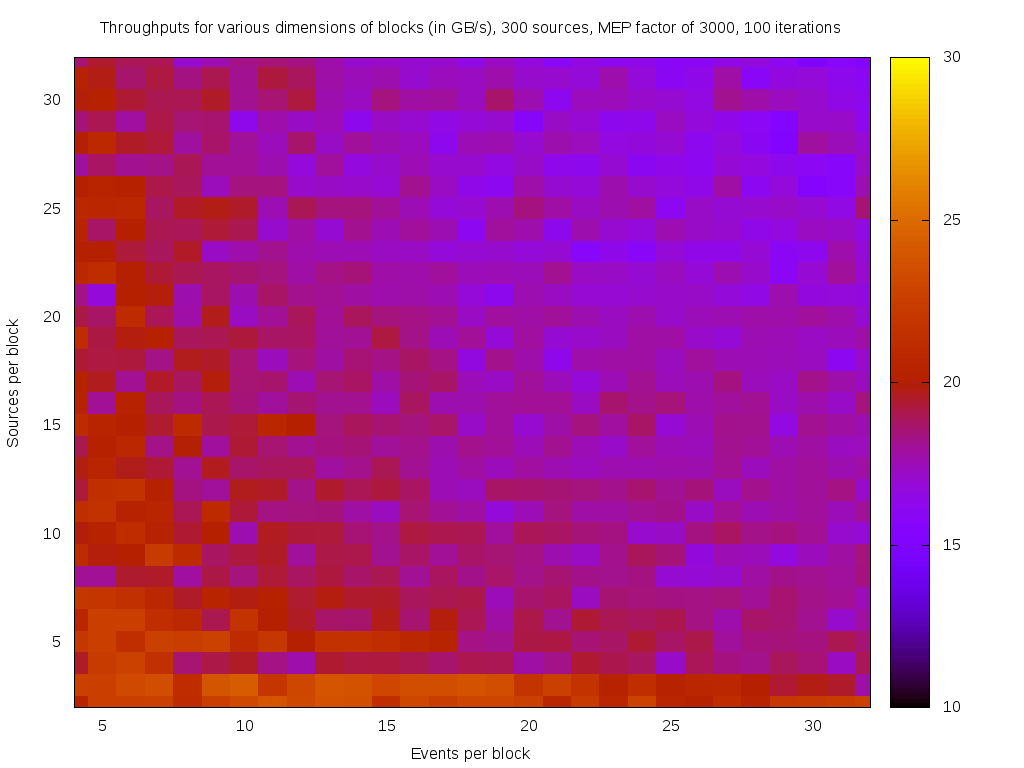 Throughputs for various dimensions of blocks (in GB/s), 300 sources, MEP factor of 3000, 100 iterations
30
25
20
15
10
5
Sources per block
5 10 15 20 25 30
Events per block
30
25
20
15
10